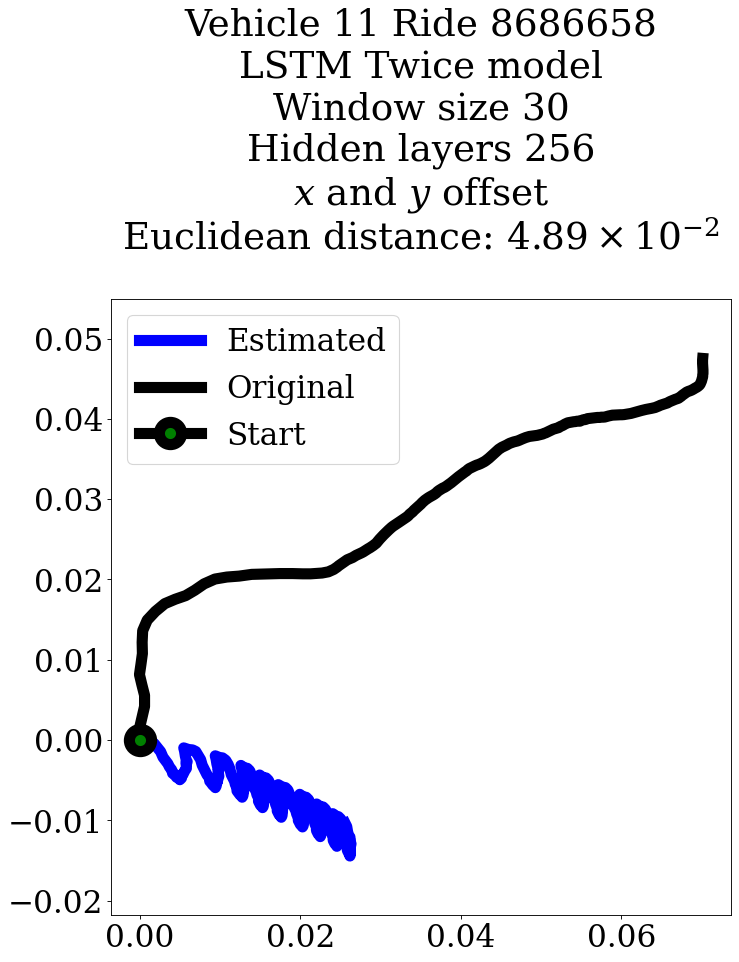 Vehicle 11 Ride 8686658
LSTM Twice model
Window size 30
Hidden layers 256
x and y offset
Euclidean distance: 4.89 × 10⁻²
Estimated
Original
Start
0.05
0.04
0.03
0.02
0.01
0.00
−0.01
−0.02
0.00 0.02 0.04 0.06